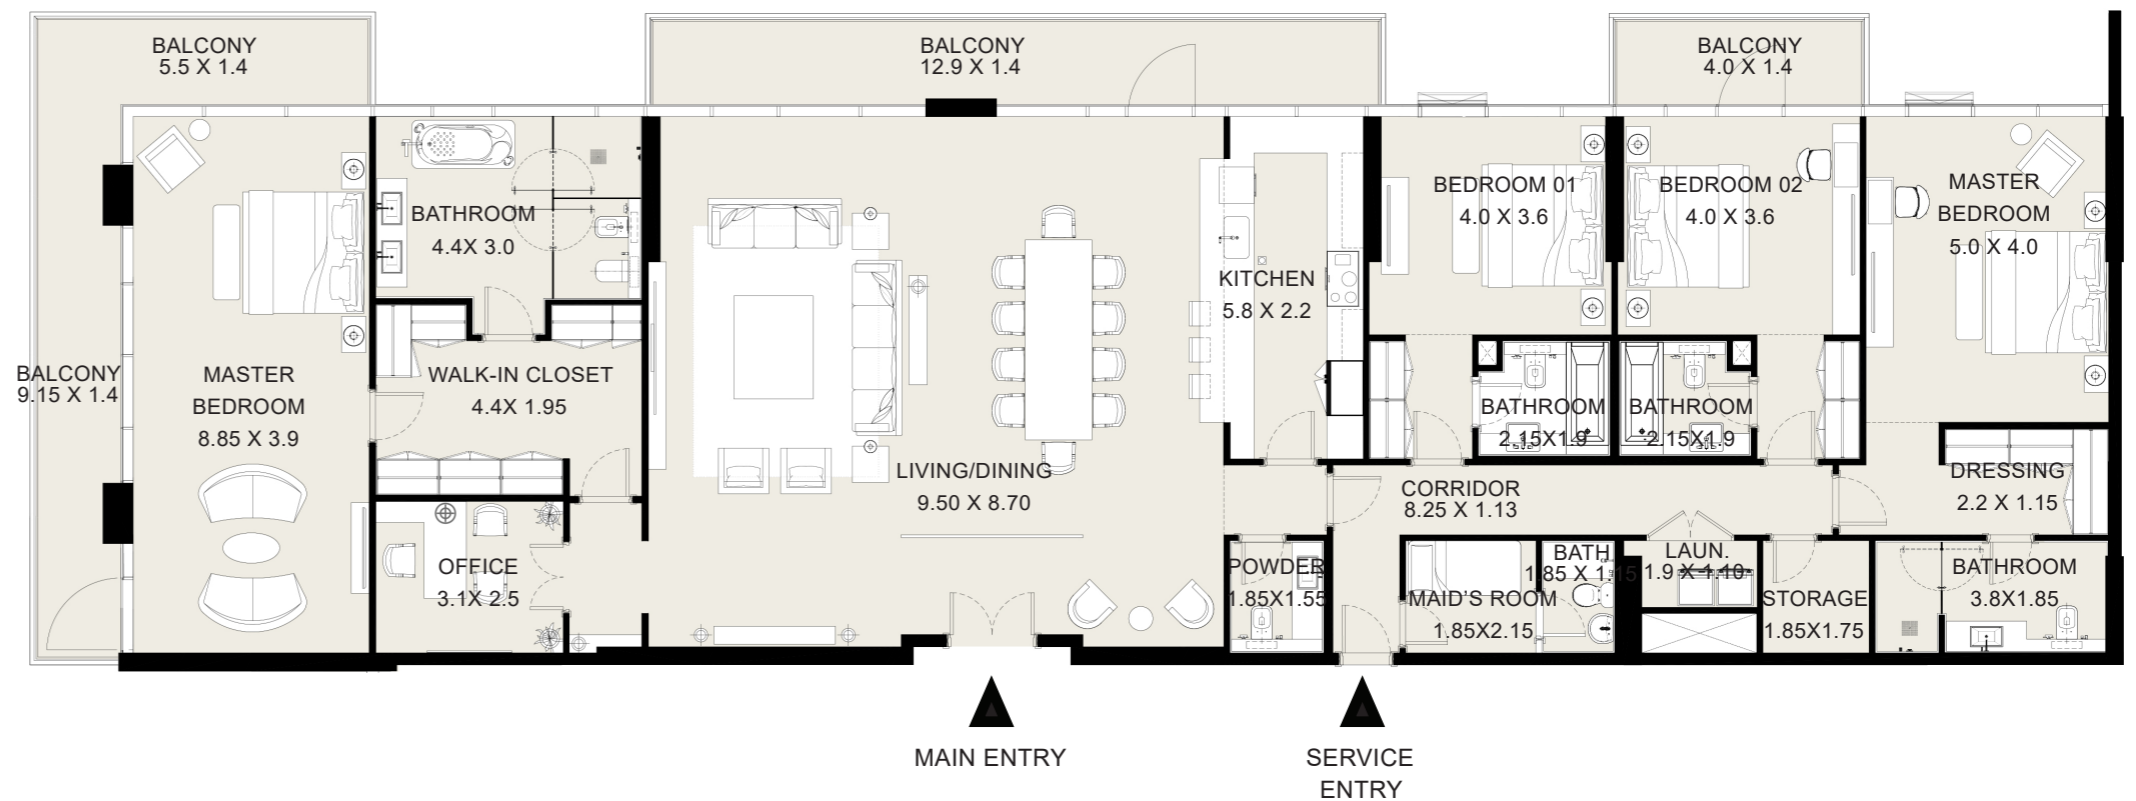 BALCONY
5.5 X 1.4
BALCONY
12.9 X 1.4
BALCONY
4.0 X 1.4
BATHROOM
4.4X 3.0
BEDROOM 01
4.0 X 3.6
BEDROOM 02
4.0 X 3.6
MASTER
BEDROOM
5.0 X 4.0
KITCHEN
5.8 X 2.2
BALCONY
9.15 X 1.4
MASTER
BEDROOM
8.85 X 3.9
WALK-IN CLOSET
4.4X 1.95
BATHROOM
2.15X1.9
BATHROOM
2.15X1.9
LIVING/DINING
9.50 X 8.70
CORRIDOR
8.25 X 1.13
DRESSING
2.2 X 1.15
OFFICE
3.1X 2.5
POWDER
1.85X1.55
MAID'S ROOM
1.85X2.15
BATH
1.85 X 1.15
LAUN.
1.9 X 1.10
STORAGE
1.85X1.75
BATHROOM
3.8X1.85
MAIN ENTRY
SERVICE
ENTRY